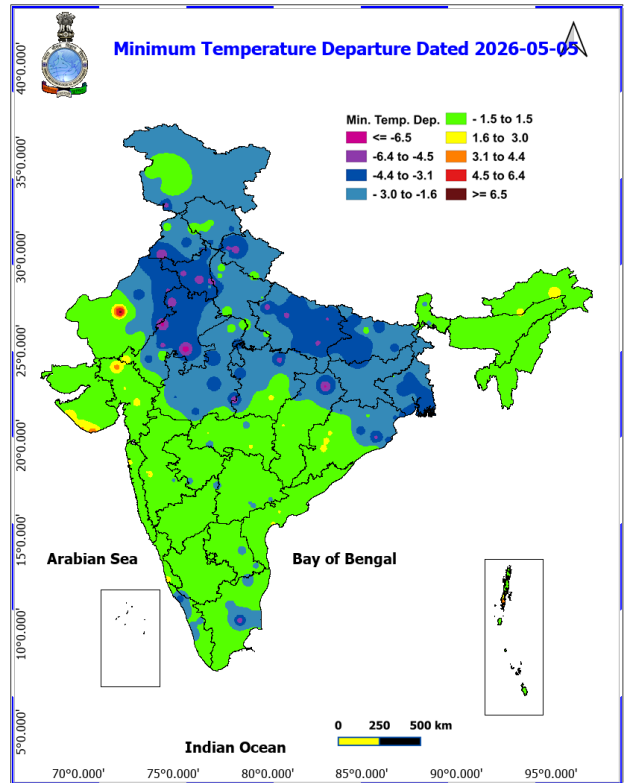 Minimum Temperature Departure Dated 2026-05-05
Min. Temp. Dep.
<= -6.5
-6.4 to -4.5
-4.4 to -3.1
- 3.0 to -1.6
- 1.5 to 1.5
1.6 to 3.0
3.1 to 4.4
4.5 to 6.4
>= 6.5
40°0.000'
35°0.000'
30°0.000'
25°0.000'
20°0.000'
15°0.000'
10°0.000'
5°0.000'
Arabian Sea
Bay of Bengal
Indian Ocean
0 250 500 km
70°0.000' 75°0.000' 80°0.000' 85°0.000' 90°0.000' 95°0.000'